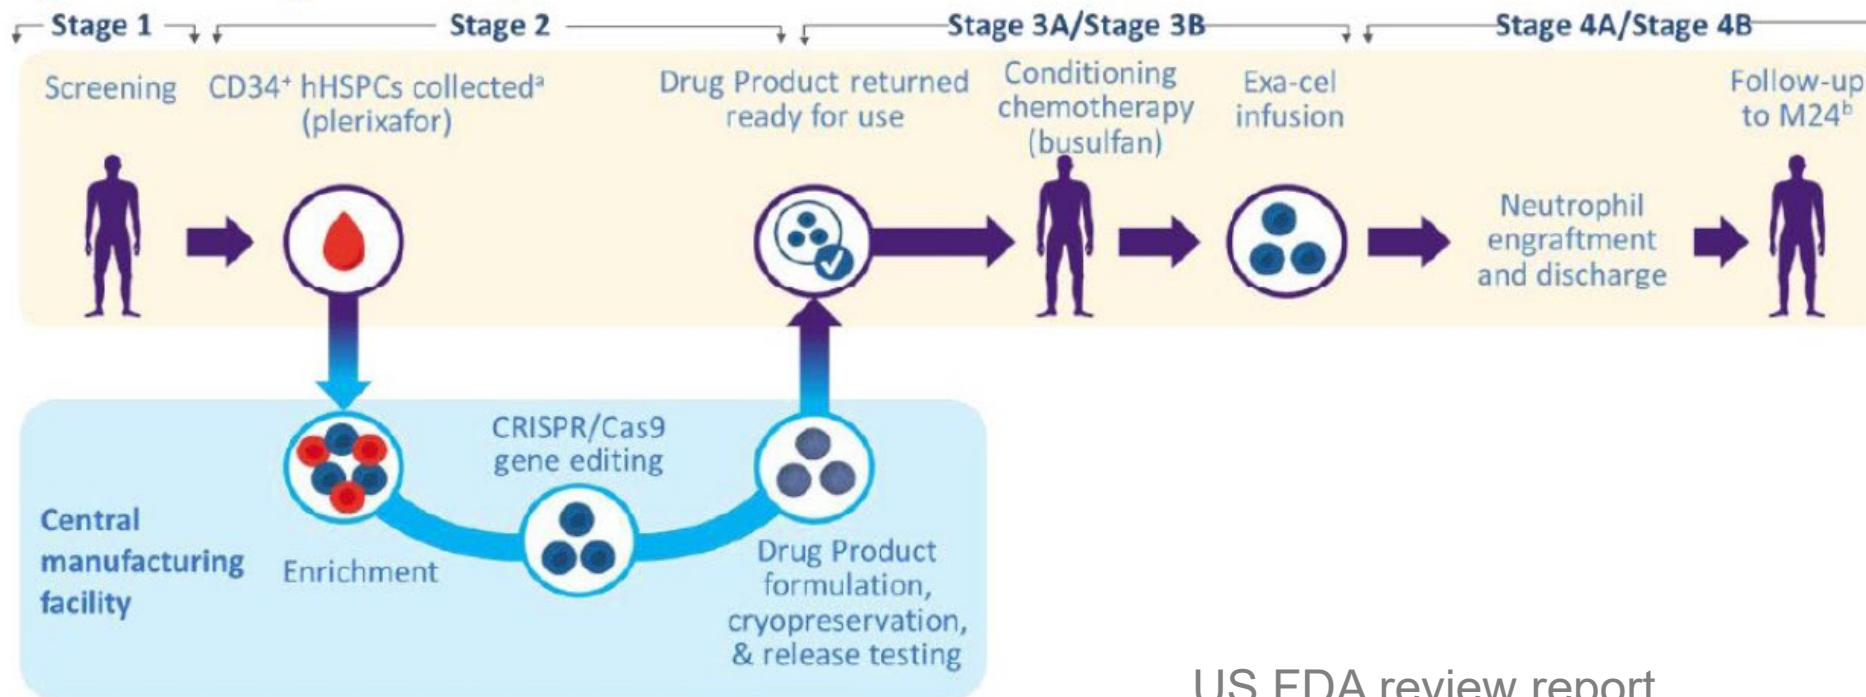 Stage 1
Stage 2
Stage 3A/Stage 3B
Stage 4A/Stage 4B
Screening
CD34⁺ hHSPCs collectedᵃ
(plerixafor)
Drug Product returned
ready for use
Conditioning
chemotherapy
(busulfan)
Exa-cel
infusion
Neutrophil
engraftment
and discharge
Follow-up
to M24ᵇ
Central
manufacturing
facility
Enrichment
CRISPR/Cas9
gene editing
Drug Product
formulation,
cryopreservation,
& release testing
US FDA review report